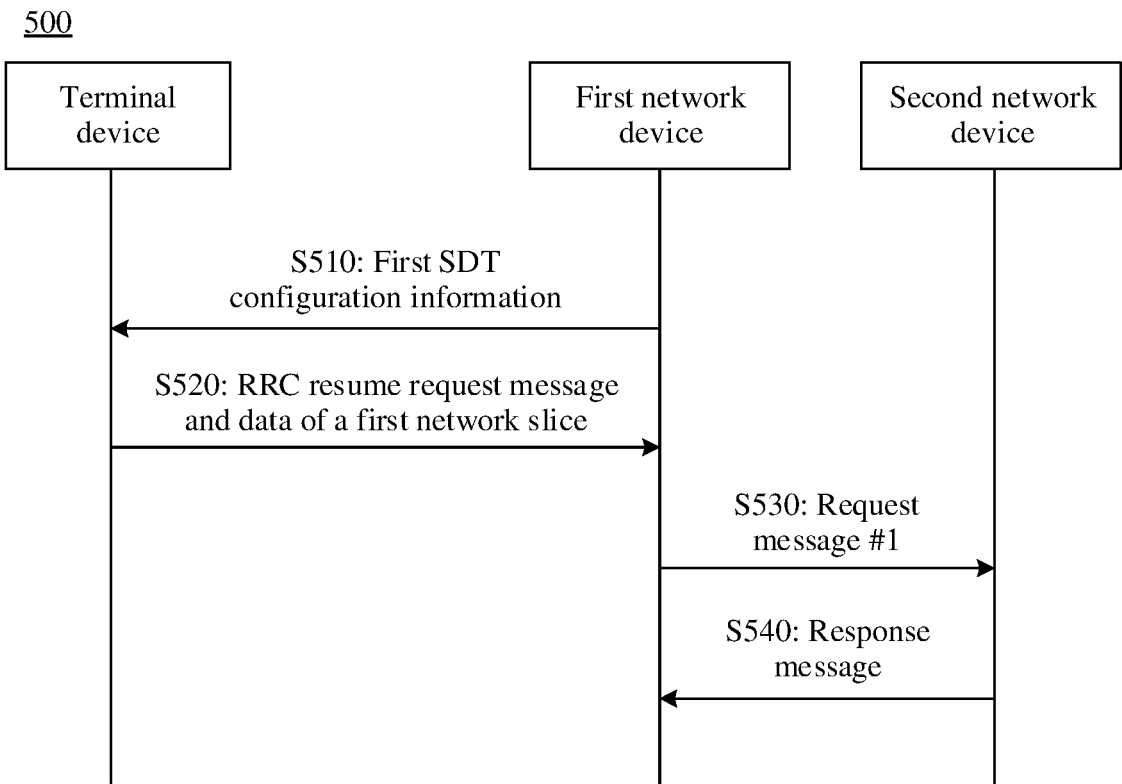 500
Terminal
device
First network
device
Second network
device
S510: First SDT
configuration information
S520: RRC resume request message
and data of a first network slice
S530: Request
message #1
S540: Response
message